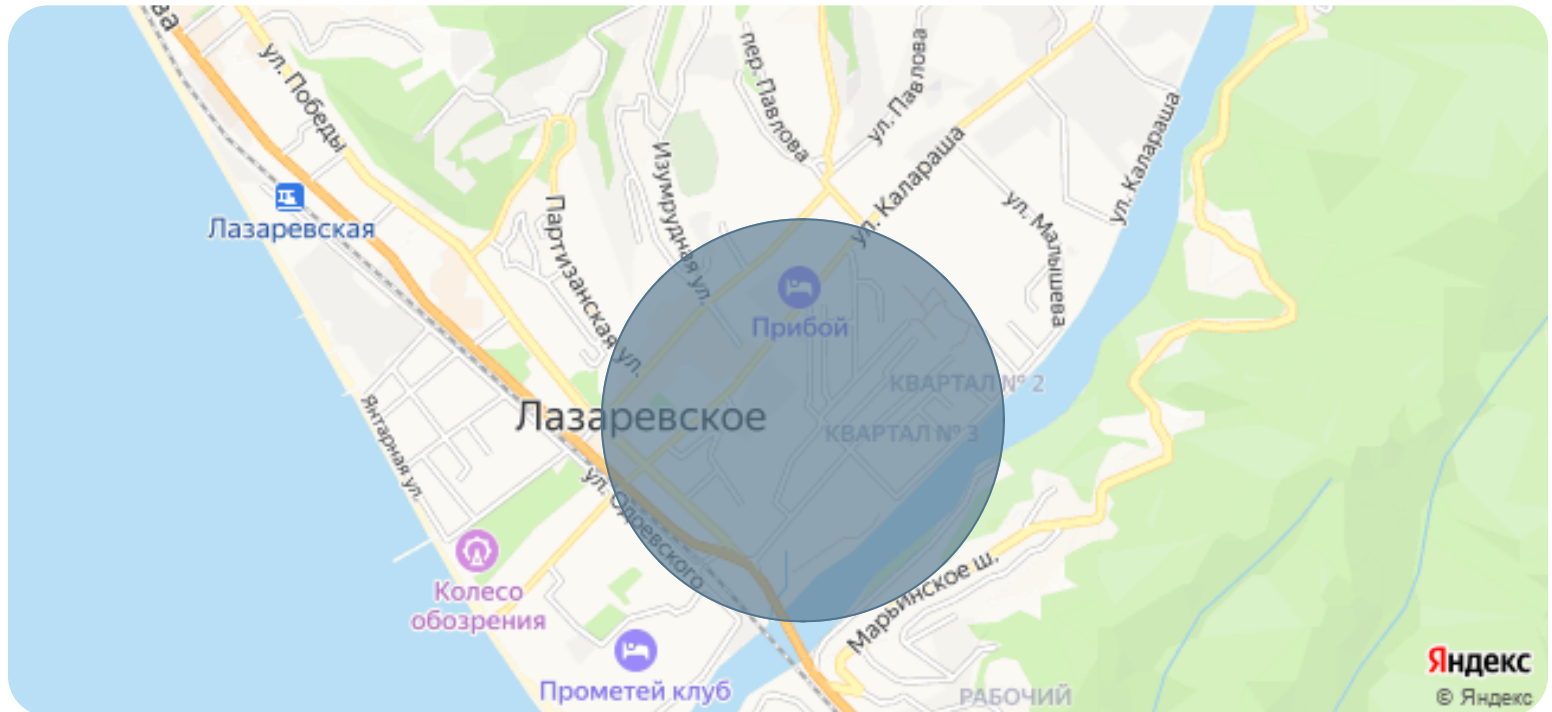 ва
ул. Победы
пер. Павлова
ул. Павлова
ул. Калараша
ул. Калараша
Изумрудная ул.
Лазаревская
Партизанская ул.
ул. Малышева
Прибой
КВАРТАЛ № 2
Лазаревское
КВАРТАЛ № 3
Янтарная ул.
ул. Одоевского
Колесо
обозрения
Марьинское ш.
Прометей клуб
РАБОЧИЙ
Яндекс
© Яндекс